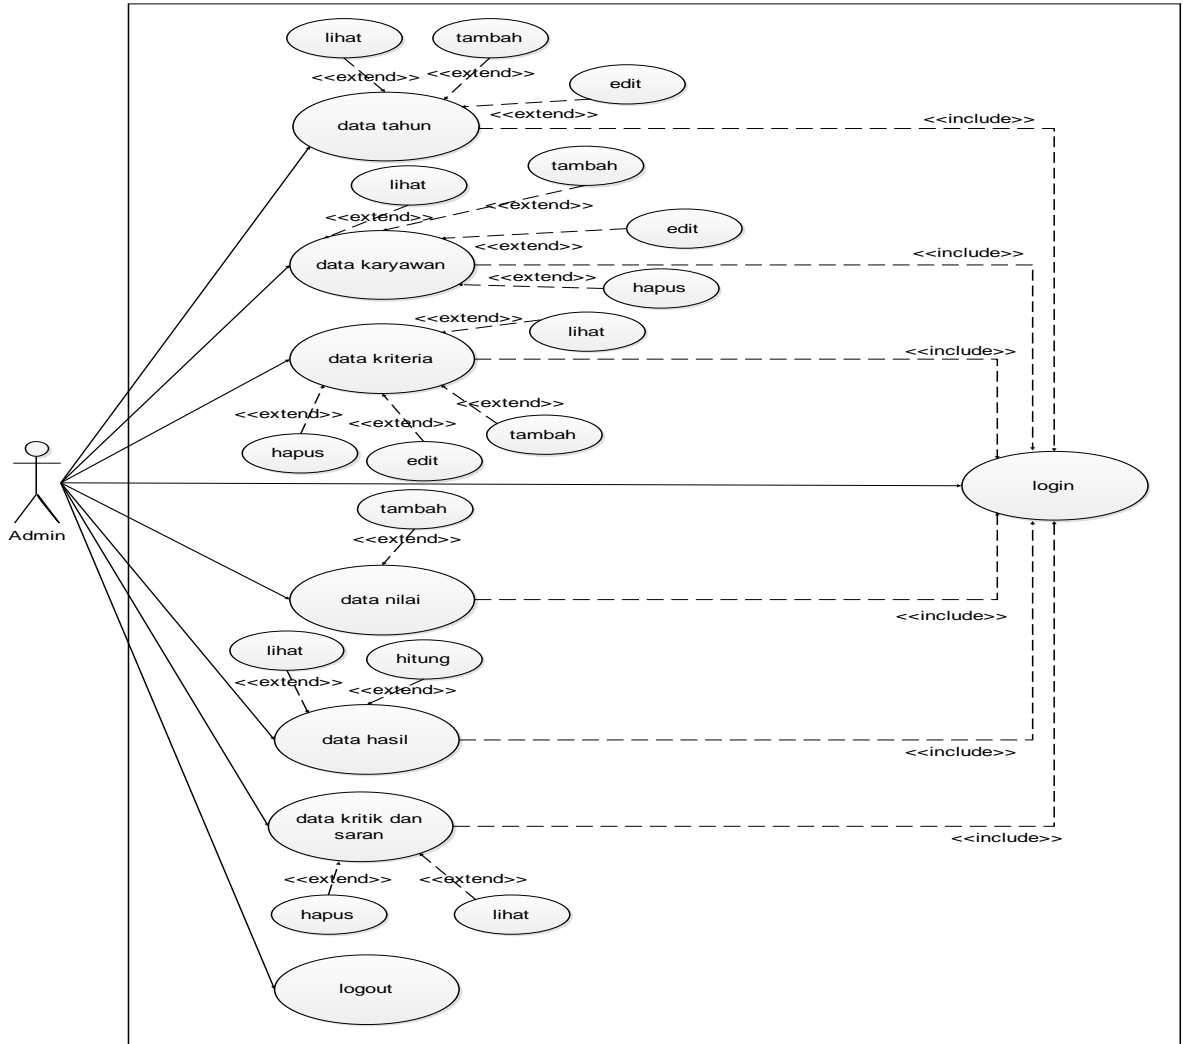 lihat
tambah
<<extend>>
<<extend>>
edit
<<extend>>
data tahun
<<include>>
tambah
lihat
<<extend>>
<<extend>>
edit
<<extend>>
<<include>>
data karyawan
<<extend>>
hapus
<<extend>>
lihat
data kriteria
<<include>>
<<extend>>
<<extend>>
<<extend>>
tambah
hapus
edit
login
Admin
tambah
<<extend>>
data nilai
<<include>>
lihat
hitung
<<extend>>
<<extend>>
data hasil
<<include>>
data kritik dan
saran
<<include>>
<<extend>>
<<extend>>
hapus
lihat
logout